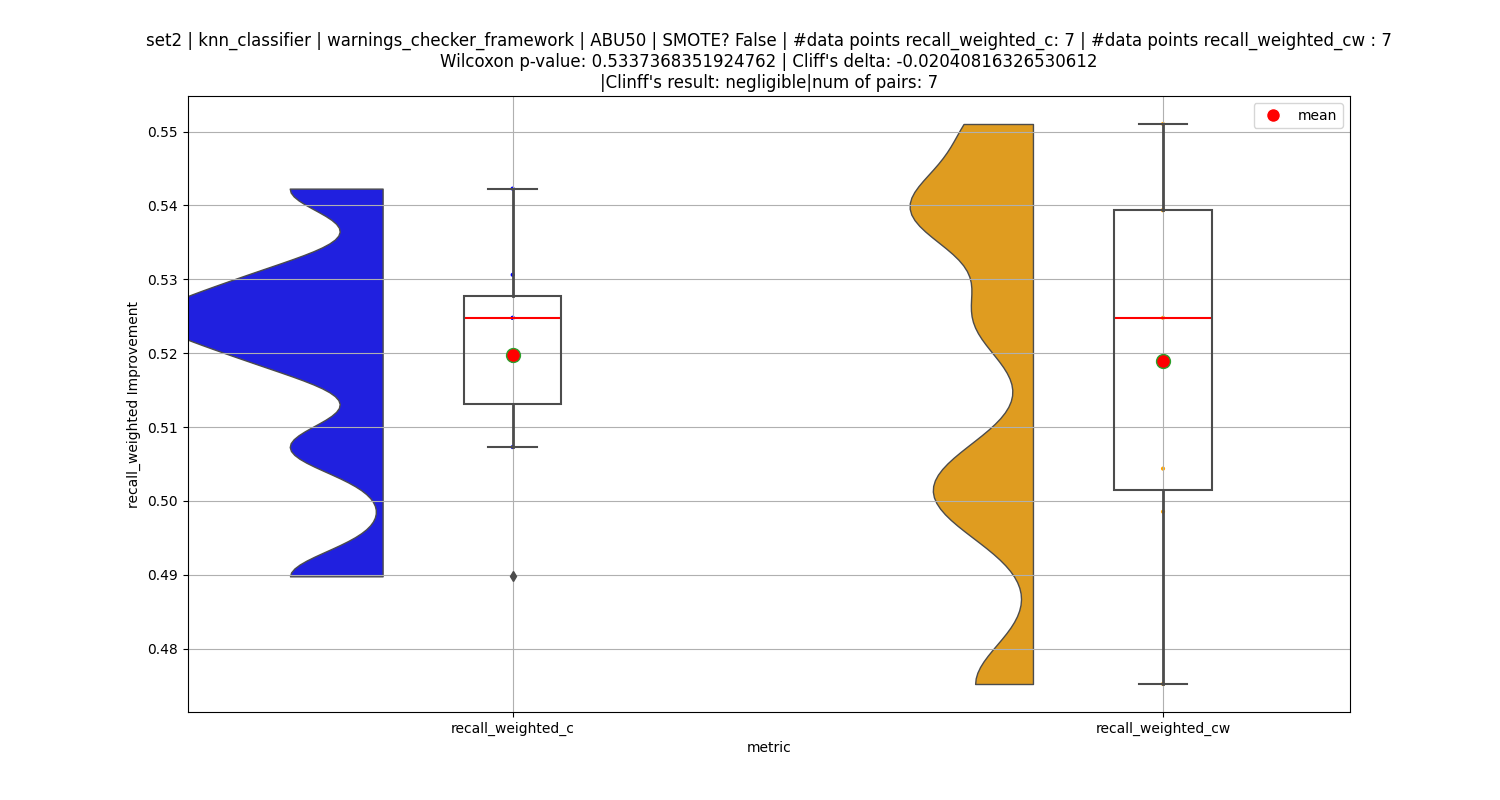 set2 | knn_classifier | warnings_checker_framework | ABU50 | SMOTE? False | #data points recall_weighted_c: 7 | #data points recall_weighted_cw : 7
Wilcoxon p-value: 0.5337368351924762 | Cliff's delta: -0.02040816326530612
|Clinff's result: negligible|num of pairs: 7
mean
0.55
0.54
0.53
0.52
0.51
0.50
0.49
0.48
recall_weighted Improvement
recall_weighted_c
recall_weighted_cw
metric